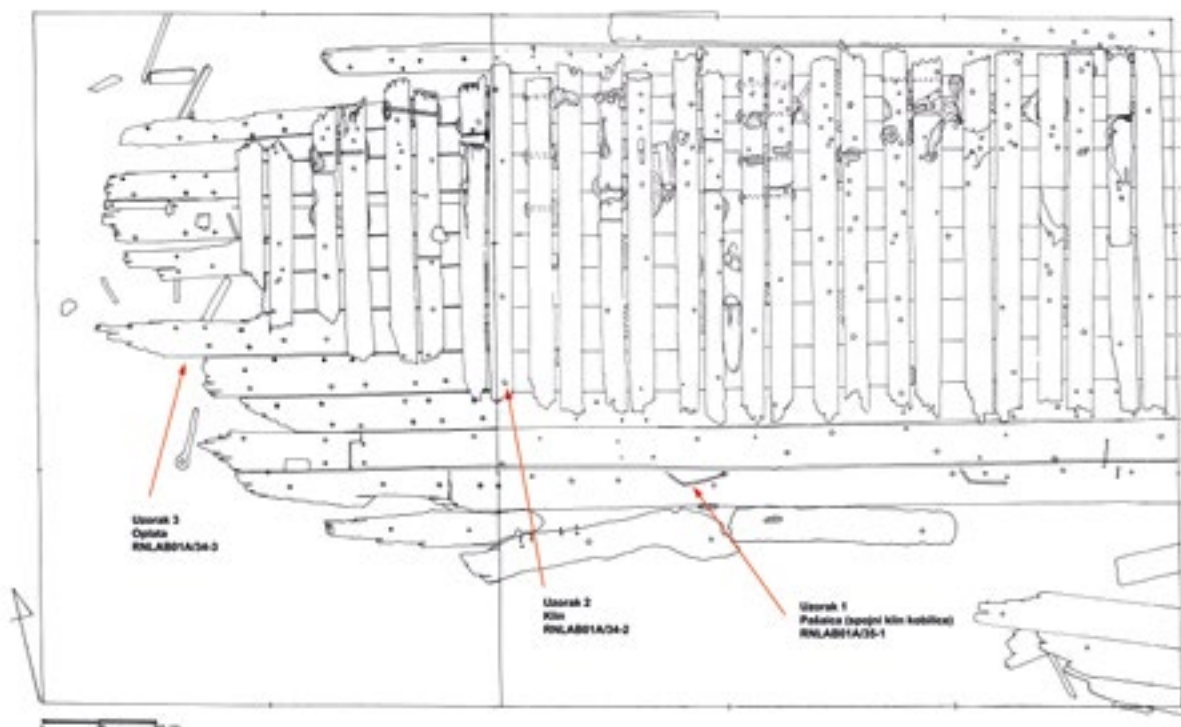 Uzorak 3
Oplata
RNLAB01A/34-3
Uzorak 2
Klin
RNLAB01A/34-2
Uzorak 1
Pašaica (spojni klin kobilice)
RNLAB01A/35-1